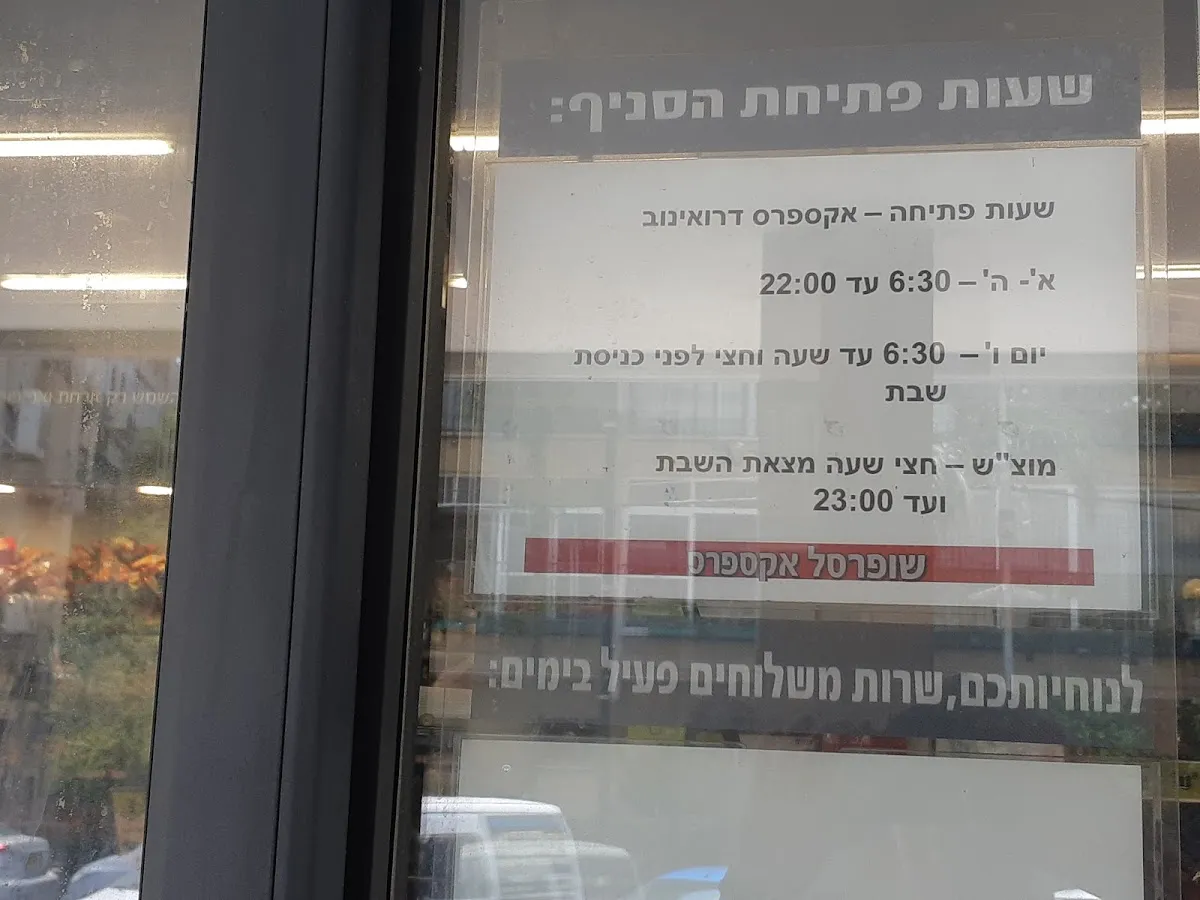 שעות פתיחת הסניף:
שעות פתיחה – אקספרס דרואינוב
א'- ה' – 6:30 עד 22:00
יום ו' – 6:30 עד שעה וחצי לפני כניסת
שבת
מוצ"ש – חצי שעה מצאת השבת
ועד 23:00
שופרסל אקספרס
לנוחיותכם,שרות משלוחים פעיל בימים: